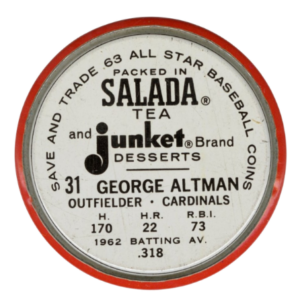 SAVE AND TRADE 63 ALL STAR BASEBALL COINS
PACKED IN
SALADA®
TEA
and junket® Brand
DESSERTS
31 GEORGE ALTMAN
OUTFIELDER · CARDINALS
H. H.R. R.B.I.
170 22 73
1962 BATTING AV.
.318